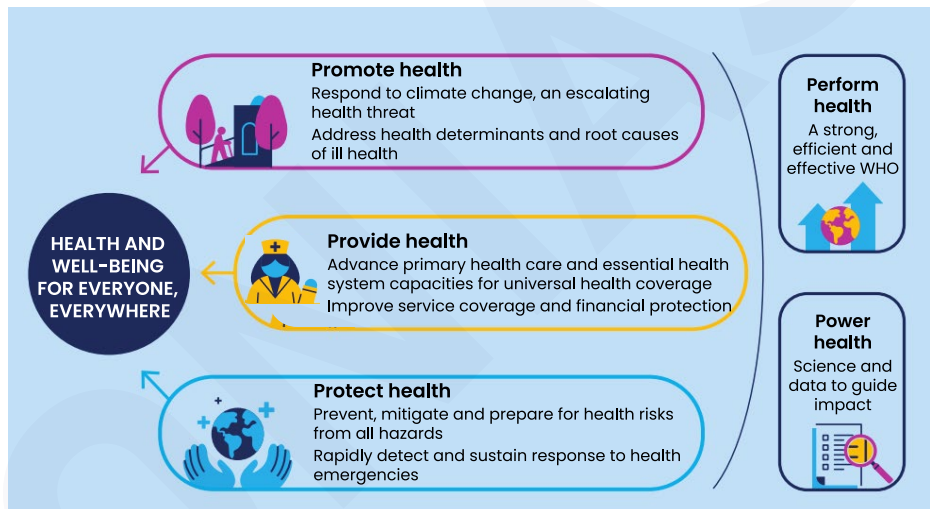 Promote health
Respond to climate change, an escalating
health threat
Address health determinants and root causes
of ill health
HEALTH AND
WELL-BEING
FOR EVERYONE,
EVERYWHERE
Provide health
Advance primary health care and essential health
system capacities for universal health coverage
Improve service coverage and financial protection
Protect health
Prevent, mitigate and prepare for health risks
from all hazards
Rapidly detect and sustain response to health
emergencies
Perform
health
A strong,
efficient and
effective WHO
Power
health
Science and
data to guide
impact